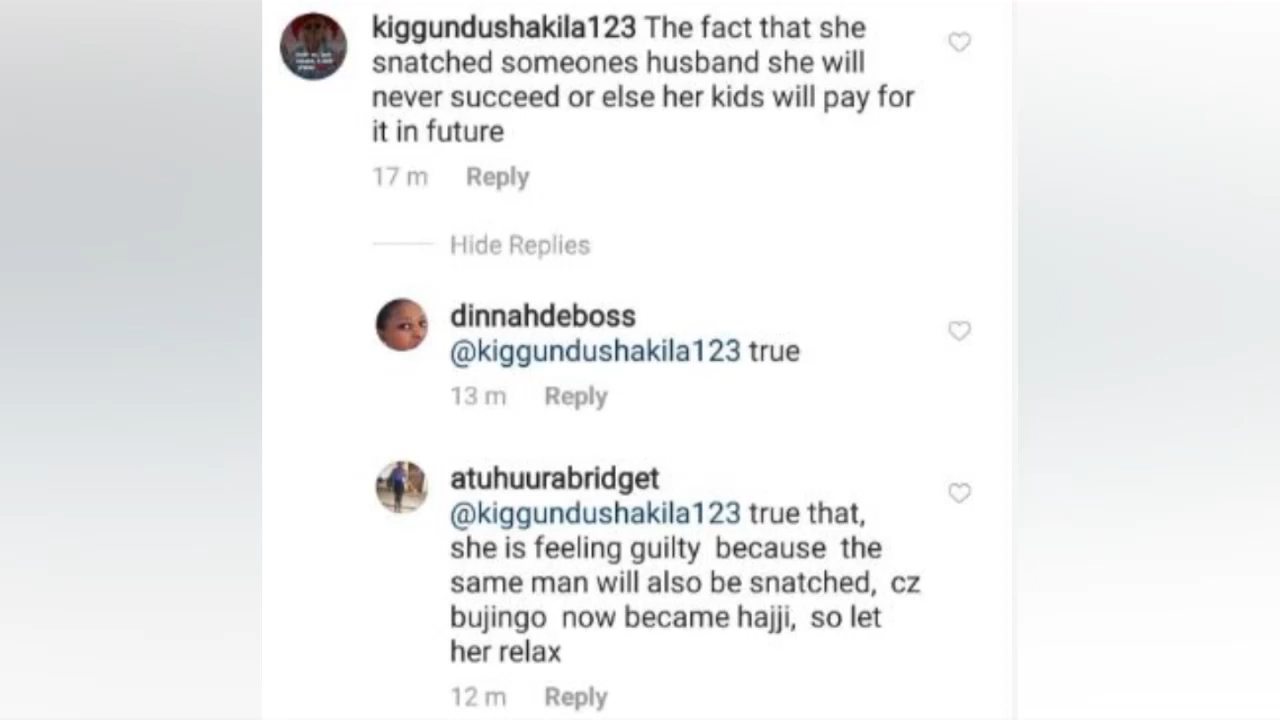 kiggundushakila123 The fact that she
snatched someones husband she will
never succeed or else her kids will pay for
it in future
17 m Reply
Hide Replies
dinnahdeboss
@kiggundushakila123 true
13 m Reply
atuhuurabridget
@kiggundushakila123 true that,
she is feeling guilty because the
same man will also be snatched, cz
bujingo now became hajji, so let
her relax
12 m Reply